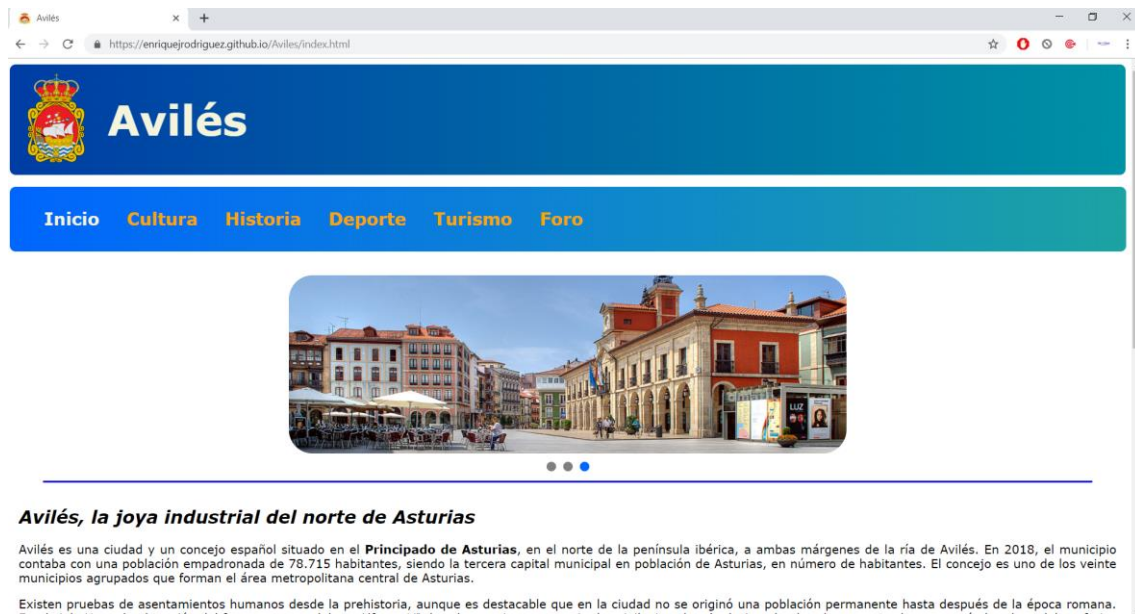 Avilés
https://enriquejrodriguez.github.io/Aviles/index.html
Avilés
Inicio Cultura Historia Deporte Turismo Foro
LUZ
Avilés, la joya industrial del norte de Asturias
Avilés es una ciudad y un concejo español situado en el Principado de Asturias, en el norte de la península ibérica, a ambas márgenes de la ría de Avilés. En 2018, el municipio
contaba con una población empadronada de 78.715 habitantes, siendo la tercera capital municipal en población de Asturias, en número de habitantes. El concejo es uno de los veinte
municipios agrupados que forman el área metropolitana central de Asturias.
Existen pruebas de asentamientos humanos desde la prehistoria, aunque es destacable que en la ciudad no se originó una población permanente hasta después de la época romana.